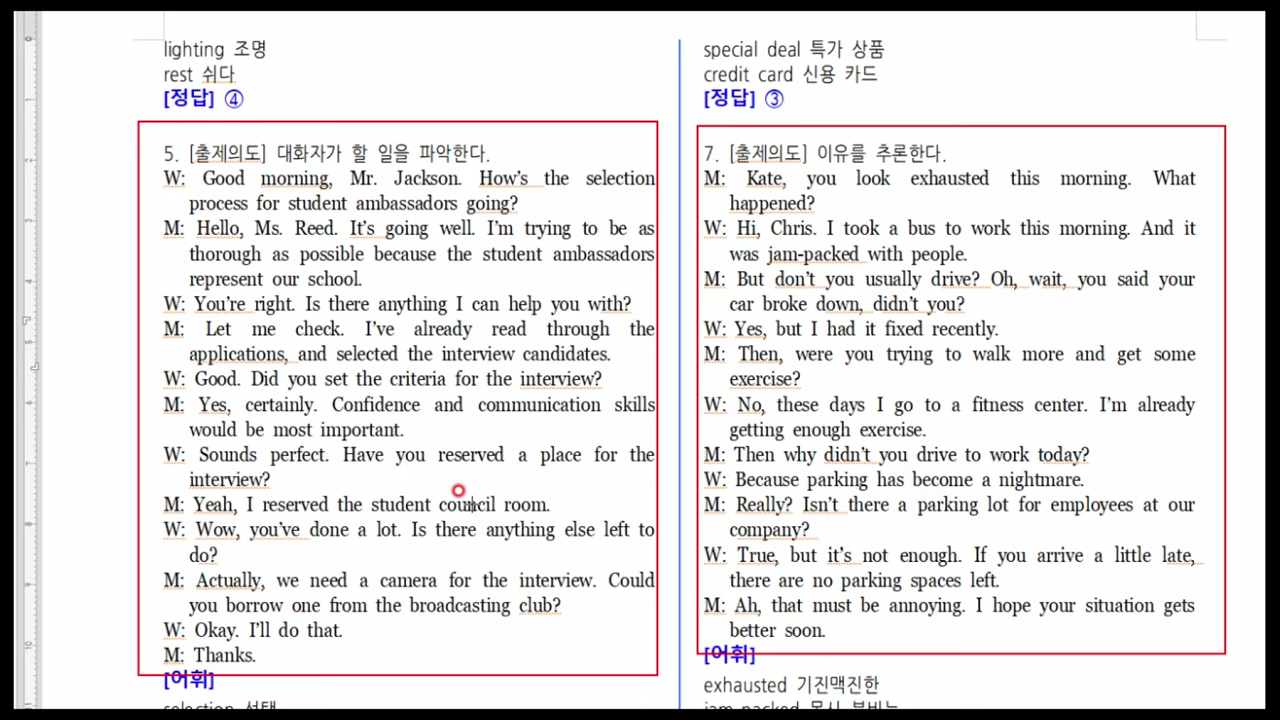 lighting 조명
rest 쉬다
[정답] ④
5. [출제의도] 대화자가 할 일을 파악한다.
W: Good morning, Mr. Jackson. How's the selection
process for student ambassadors going?
M: Hello, Ms. Reed. It's going well. I'm trying to be as
thorough as possible because the student ambassadors
represent our school.
W: You're right. Is there anything I can help you with?
M: Let me check. I've already read through the
applications, and selected the interview candidates.
W: Good. Did you set the criteria for the interview?
M: Yes, certainly. Confidence and communication skills
would be most important.
W: Sounds perfect. Have you reserved a place for the
interview?
M: Yeah, I reserved the student council room.
W: Wow, you've done a lot. Is there anything else left to
do?
M: Actually, we need a camera for the interview. Could
you borrow one from the broadcasting club?
W: Okay. I'll do that.
M: Thanks.
[어휘]
selection 선택
special deal 특가 상품
credit card 신용 카드
[정답] ③
7. [출제의도] 이유를 추론한다.
M: Kate, you look exhausted this morning. What
happened?
W: Hi, Chris. I took a bus to work this morning. And it
was jam-packed with people.
M: But don't you usually drive? Oh, wait, you said your
car broke down, didn't you?
W: Yes, but I had it fixed recently.
M: Then, were you trying to walk more and get some
exercise?
W: No, these days I go to a fitness center. I'm already
getting enough exercise.
M: Then why didn't you drive to work today?
W: Because parking has become a nightmare.
M: Really? Isn't there a parking lot for employees at our
company?
W: True, but it's not enough. If you arrive a little late,
there are no parking spaces left.
M: Ah, that must be annoying. I hope your situation gets
better soon.
[어휘]
exhausted 기진맥진한
jam-packed